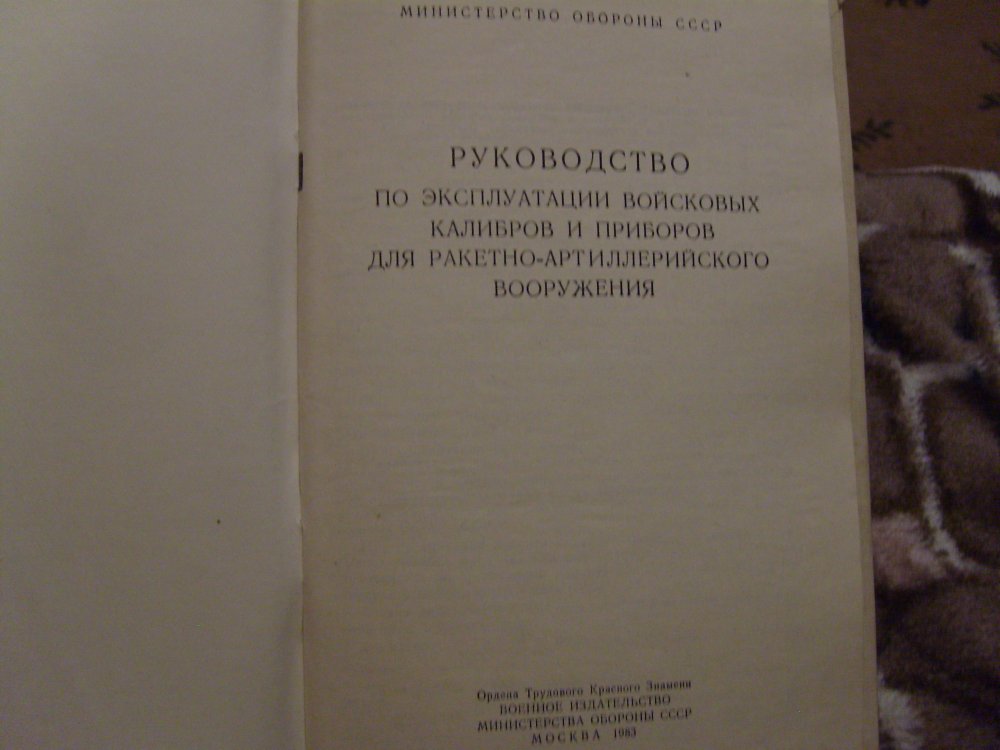 МИНИСТЕРСТВО ОБОРОНЫ СССР
РУКОВОДСТВО
ПО ЭКСПЛУАТАЦИИ ВОЙСКОВЫХ
КАЛИБРОВ И ПРИБОРОВ
ДЛЯ РАКЕТНО-АРТИЛЛЕРИЙСКОГО
ВООРУЖЕНИЯ
Ордена Трудового Красного Знамени
ВОЕННОЕ ИЗДАТЕЛЬСТВО
МИНИСТЕРСТВА ОБОРОНЫ СССР
МОСКВА 1983